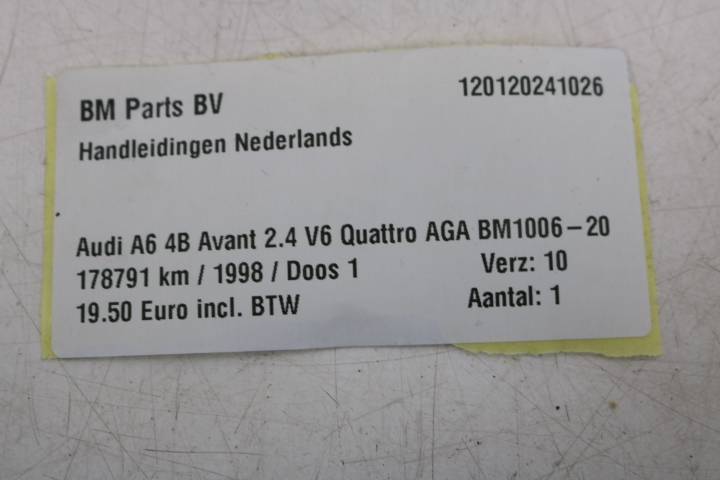 BM Parts BV 120120241026
Handleidingen Nederlands
Audi A6 4B Avant 2.4 V6 Quattro AGA BM1006-20
178791 km / 1998 / Doos 1 Verz: 10
19.50 Euro incl. BTW Aantal: 1